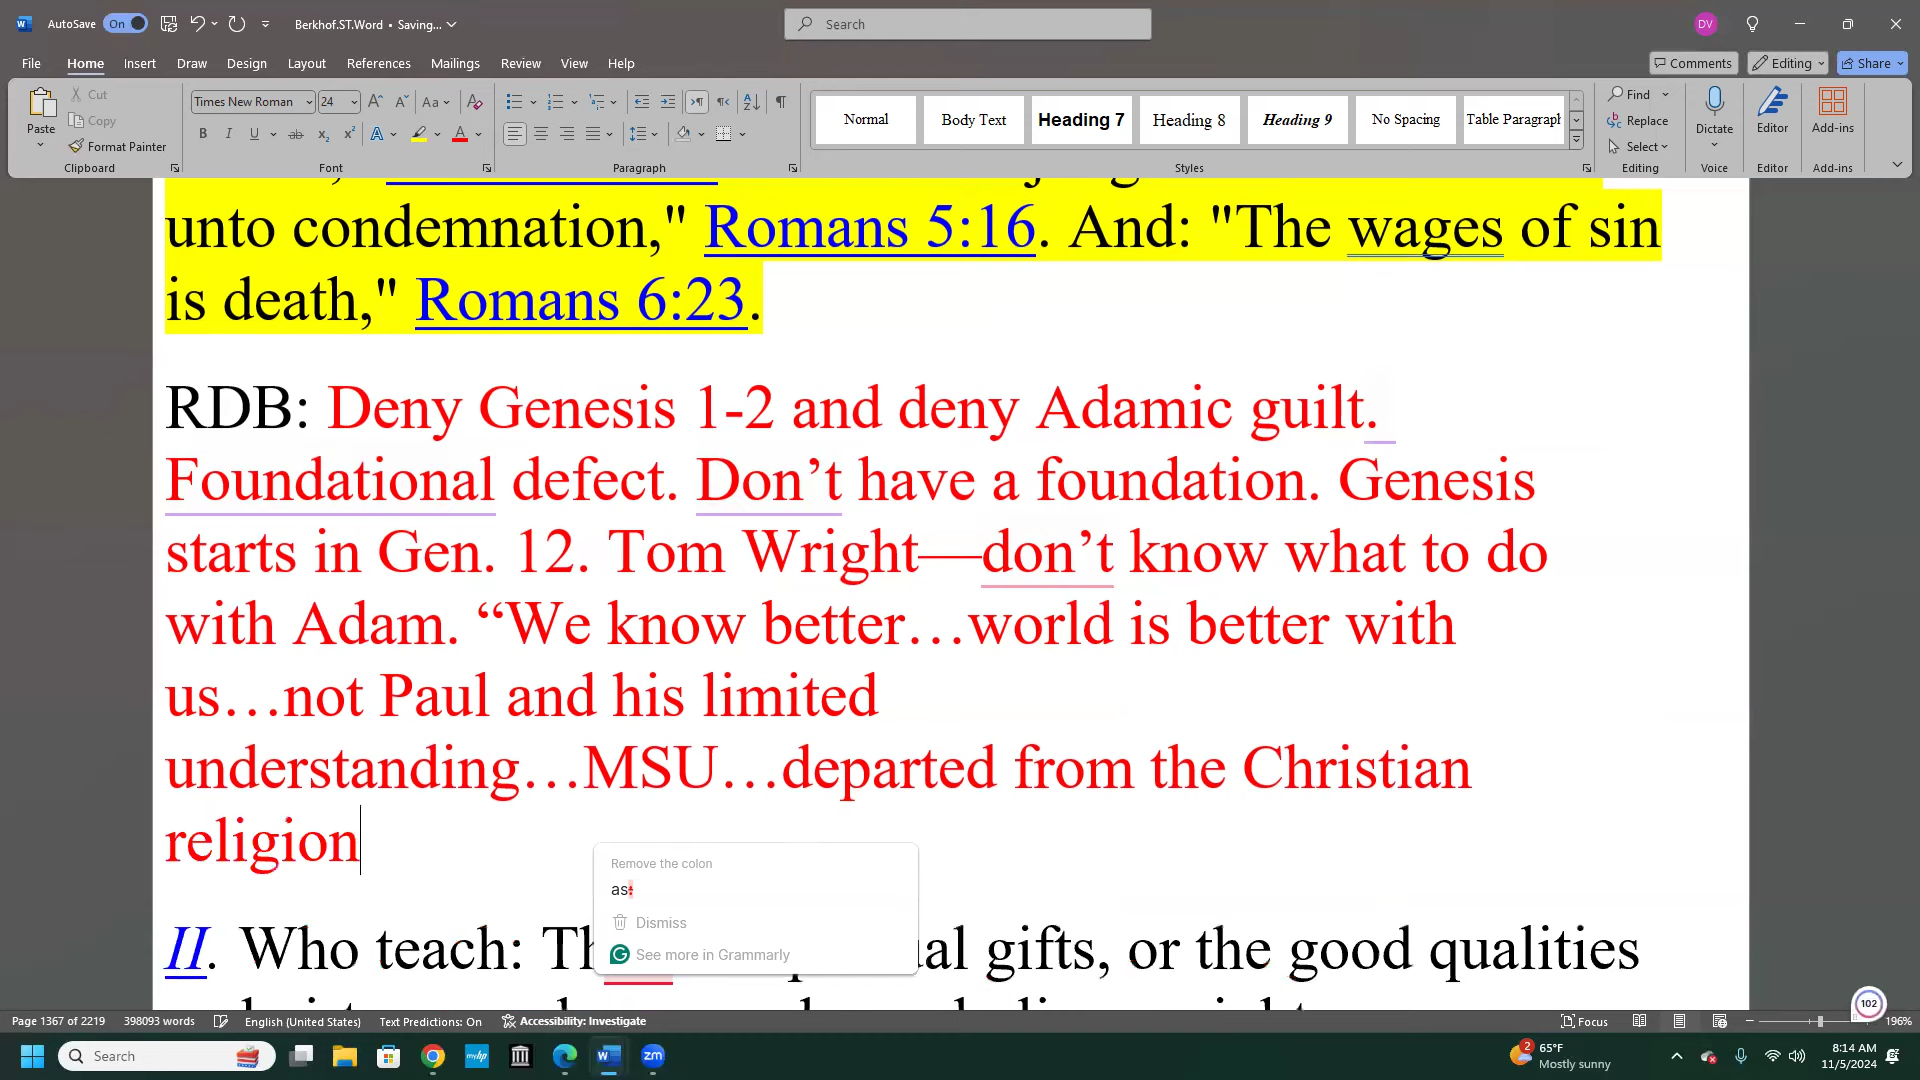 AutoSave On Berkhof.ST.Word • Saving... Search DV
File Home Insert Draw Design Layout References Mailings Review View Help Comments Editing Share
Paste Cut Copy Format Painter Clipboard
Times New Roman 24 Font
Paragraph
Normal Body Text Heading 7 Heading 8 Heading 9 No Spacing Table Paragraph Styles
Find Replace Select Editing
Dictate Voice
Editor Editor
Add-ins Add-ins
unto condemnation," Romans 5:16. And: "The wages of sin
is death," Romans 6:23.
RDB: Deny Genesis 1-2 and deny Adamic guilt.
Foundational defect. Don’t have a foundation. Genesis
starts in Gen. 12. Tom Wright—don’t know what to do
with Adam. “We know better…world is better with
us…not Paul and his limited
understanding…MSU…departed from the Christian
religion
Remove the colon
as:
Dismiss
See more in Grammarly
II. Who teach: Th ual gifts, or the good qualities
102
Page 1367 of 2219 398093 words English (United States) Text Predictions: On Accessibility: Investigate Focus 196%
Search myhp zm 2 65°F Mostly sunny 8:14 AM 11/5/2024